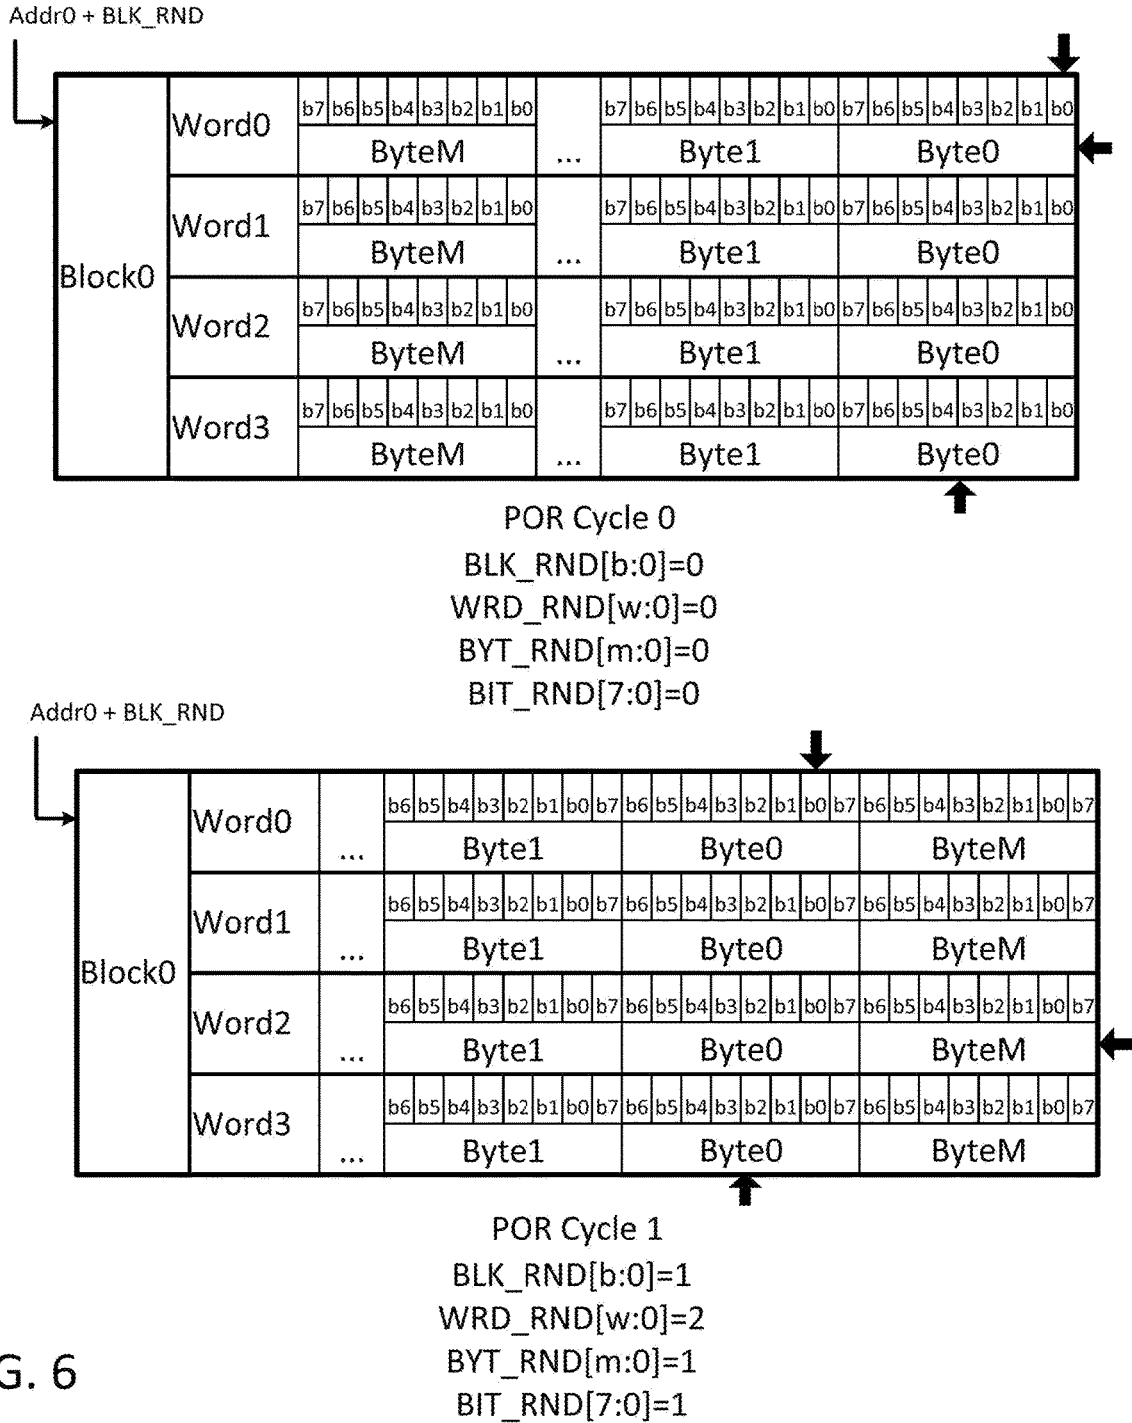 Addr0 + BLK_RND
Block0
Word0 b7 b6 b5 b4 b3 b2 b1 b0 b7 b6 b5 b4 b3 b2 b1 b0 b7 b6 b5 b4 b3 b2 b1 b0
ByteM ... Byte1 Byte0
Word1 b7 b6 b5 b4 b3 b2 b1 b0 b7 b6 b5 b4 b3 b2 b1 b0 b7 b6 b5 b4 b3 b2 b1 b0
ByteM ... Byte1 Byte0
Word2 b7 b6 b5 b4 b3 b2 b1 b0 b7 b6 b5 b4 b3 b2 b1 b0 b7 b6 b5 b4 b3 b2 b1 b0
ByteM ... Byte1 Byte0
Word3 b7 b6 b5 b4 b3 b2 b1 b0 b7 b6 b5 b4 b3 b2 b1 b0 b7 b6 b5 b4 b3 b2 b1 b0
ByteM ... Byte1 Byte0
POR Cycle 0
BLK_RND[b:0]=0
WRD_RND[w:0]=0
BYT_RND[m:0]=0
BIT_RND[7:0]=0
Addr0 + BLK_RND
Block0
Word0 b6 b5 b4 b3 b2 b1 b0 b7 b6 b5 b4 b3 b2 b1 b0 b7 b6 b5 b4 b3 b2 b1 b0 b7
... Byte1 Byte0 ByteM
Word1 b6 b5 b4 b3 b2 b1 b0 b7 b6 b5 b4 b3 b2 b1 b0 b7 b6 b5 b4 b3 b2 b1 b0 b7
... Byte1 Byte0 ByteM
Word2 b6 b5 b4 b3 b2 b1 b0 b7 b6 b5 b4 b3 b2 b1 b0 b7 b6 b5 b4 b3 b2 b1 b0 b7
... Byte1 Byte0 ByteM
Word3 b6 b5 b4 b3 b2 b1 b0 b7 b6 b5 b4 b3 b2 b1 b0 b7 b6 b5 b4 b3 b2 b1 b0 b7
... Byte1 Byte0 ByteM
POR Cycle 1
BLK_RND[b:0]=1
WRD_RND[w:0]=2
BYT_RND[m:0]=1
BIT_RND[7:0]=1
G. 6